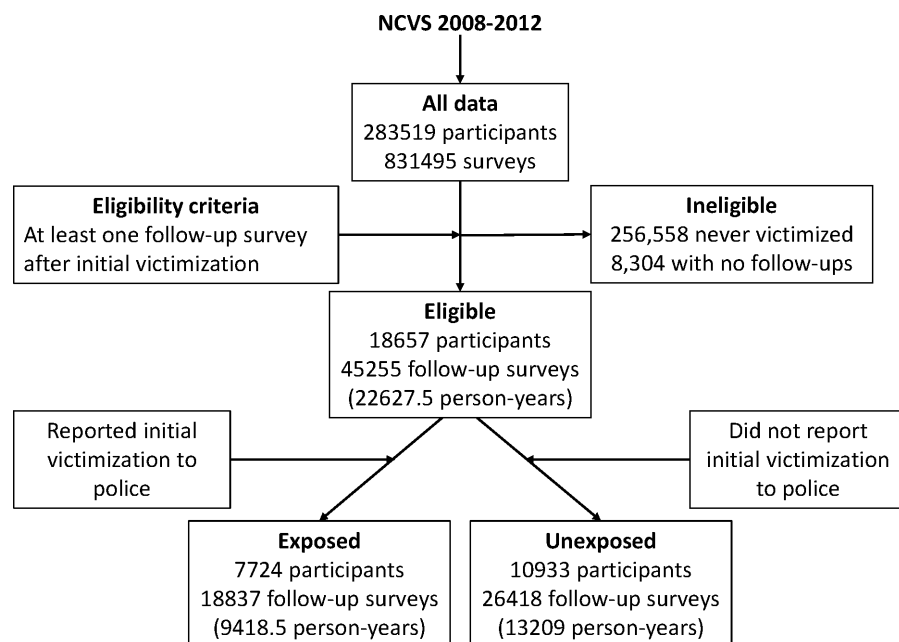 NCVS 2008-2012
All data
283519 participants
831495 surveys
Eligibility criteria
At least one follow-up survey
after initial victimization
Ineligible
256,558 never victimized
8,304 with no follow-ups
Eligible
18657 participants
45255 follow-up surveys
(22627.5 person-years)
Reported initial
victimization to
police
Did not report
initial victimization
to police
Exposed
7724 participants
18837 follow-up surveys
(9418.5 person-years)
Unexposed
10933 participants
26418 follow-up surveys
(13209 person-years)